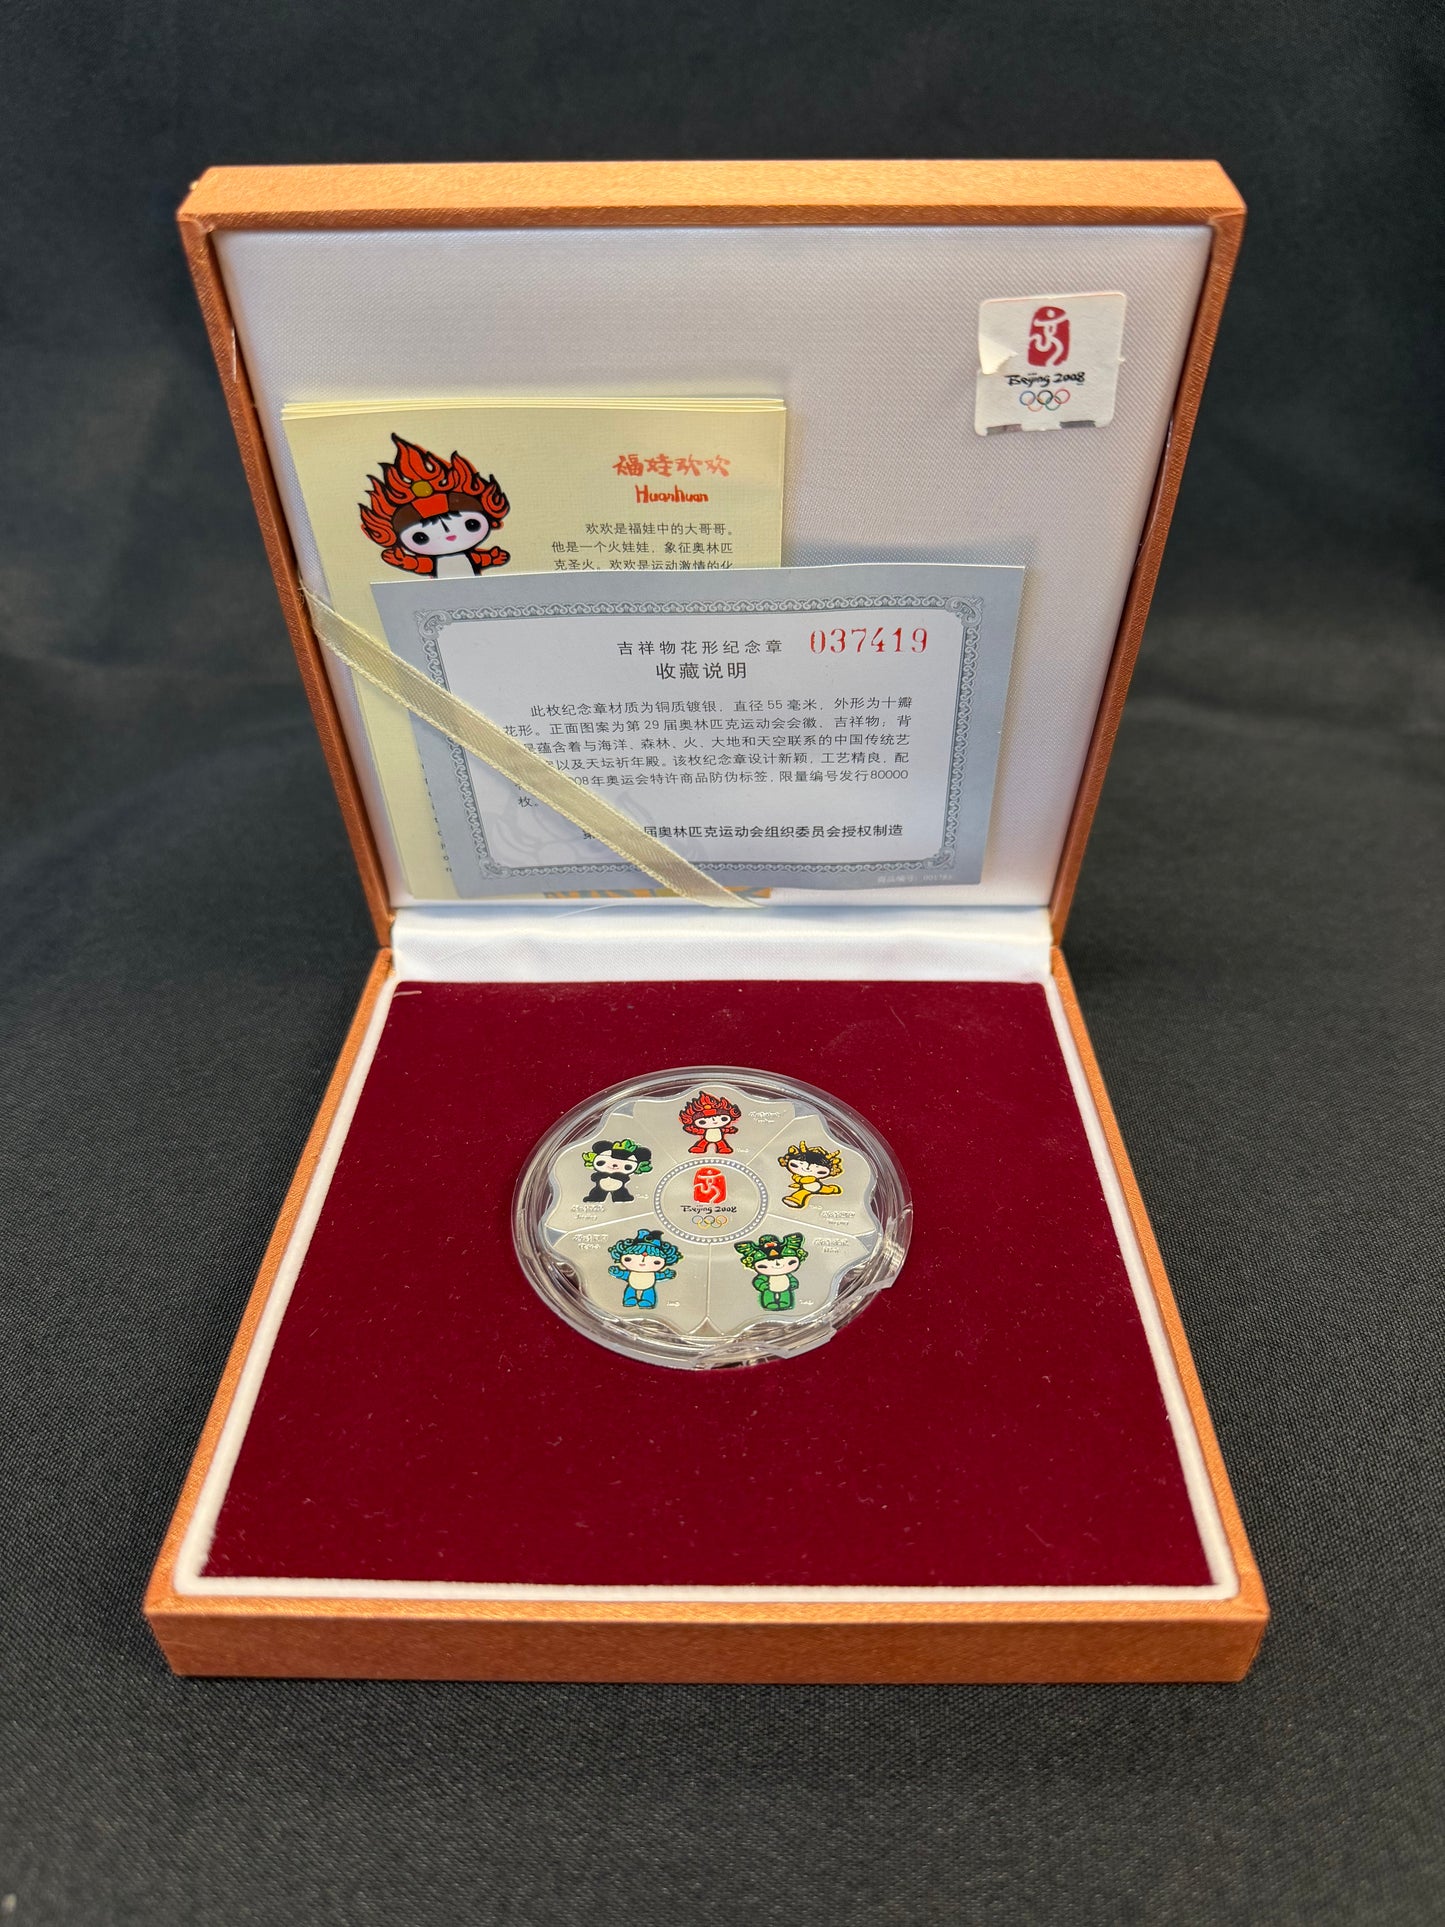 Beijing 2008
福娃欢欢
Huanhuan
欢欢是福娃中的大哥哥。
他是一个火娃娃，象征奥林匹
克圣火。欢欢是运动激情的化
吉祥物花形纪念章 037419
收藏说明
此枚纪念章材质为铜质镀银，直径55毫米，外形为十瓣
花形。正面图案为第29届奥林匹克运动会会徽、吉祥物；背
蕴含着与海洋、森林、火、大地和天空联系的中国传统艺
以及天坛祈年殿。该枚纪念章设计新颖，工艺精良，配
08年奥运会特许商品防伪标签，限量编号发行80000
枚。
届奥林匹克运动会组织委员会授权制造
商品编号：001783
Beijing 2008